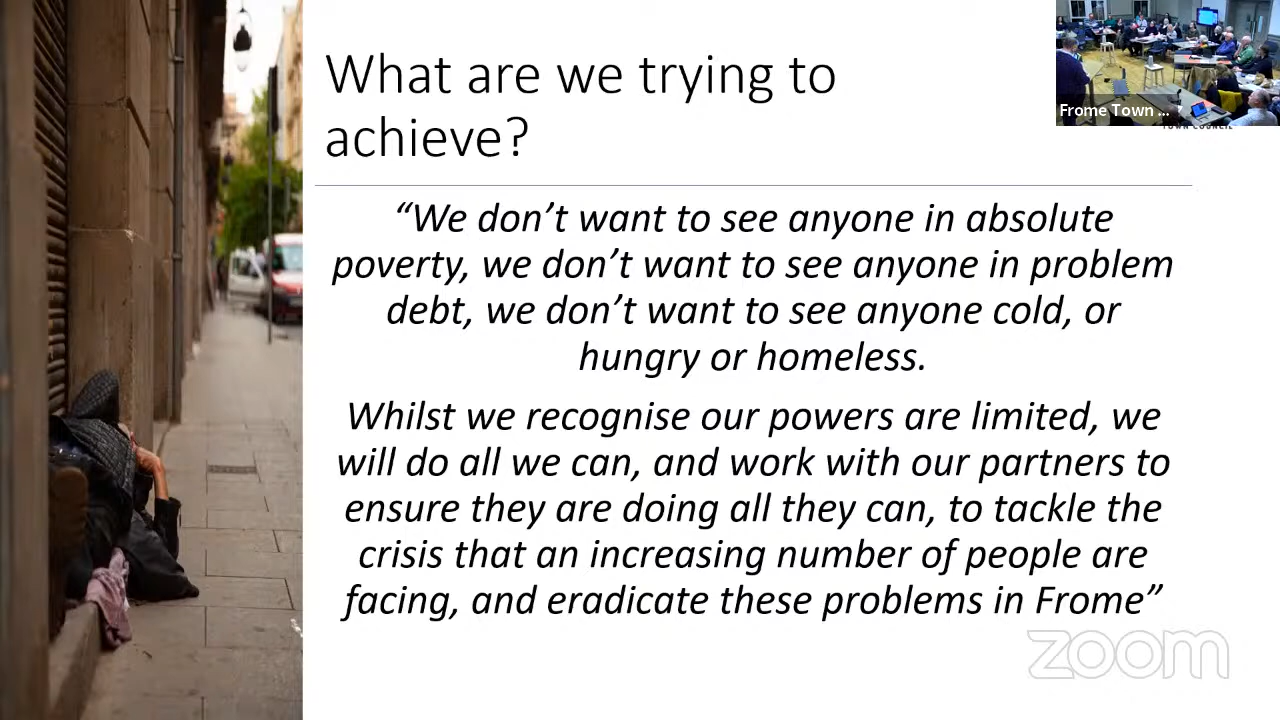 What are we trying to
achieve?
Frome Town ...
TOWN COUNCIL
“We don’t want to see anyone in absolute
poverty, we don’t want to see anyone in problem
debt, we don’t want to see anyone cold, or
hungry or homeless.
Whilst we recognise our powers are limited, we
will do all we can, and work with our partners to
ensure they are doing all they can, to tackle the
crisis that an increasing number of people are
facing, and eradicate these problems in Frome”
zoom